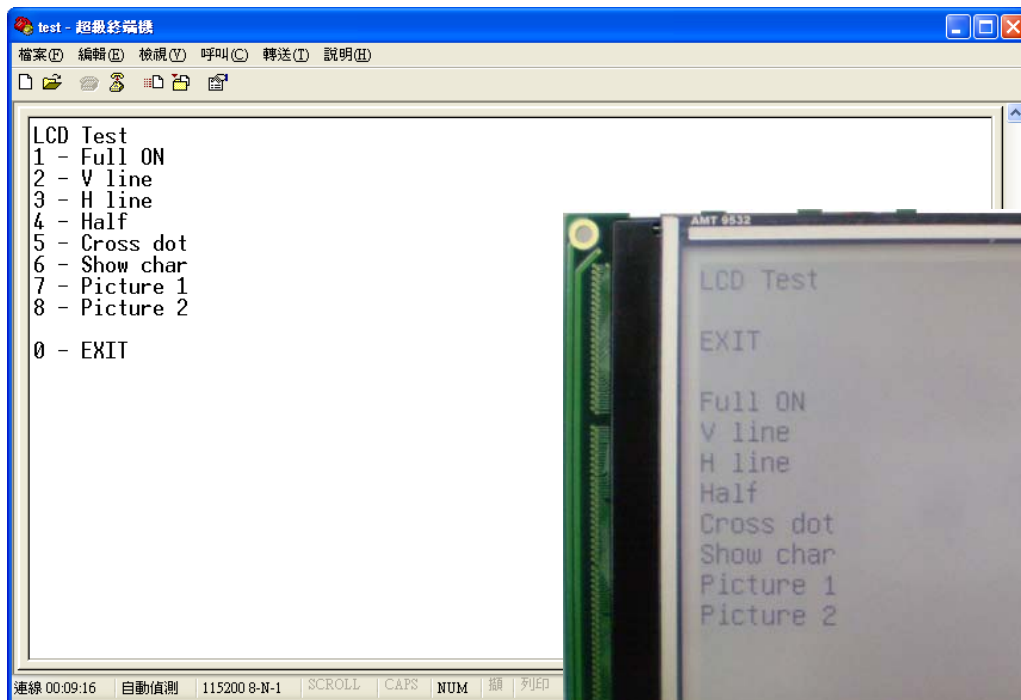 test - 超級終端機
檔案(F) 編輯(E) 檢視(V) 呼叫(C) 轉送(T) 說明(H)
LCD Test
1 - Full ON
2 - V line
3 - H line
4 - Half
5 - Cross dot
6 - Show char
7 - Picture 1
8 - Picture 2
0 - EXIT
AMT 9532
LCD Test
EXIT
Full ON
V line
H line
Half
Cross dot
Show char
Picture 1
Picture 2
連線 00:09:16 自動偵測 115200 8-N-1 SCROLL CAPS NUM 擷 列印